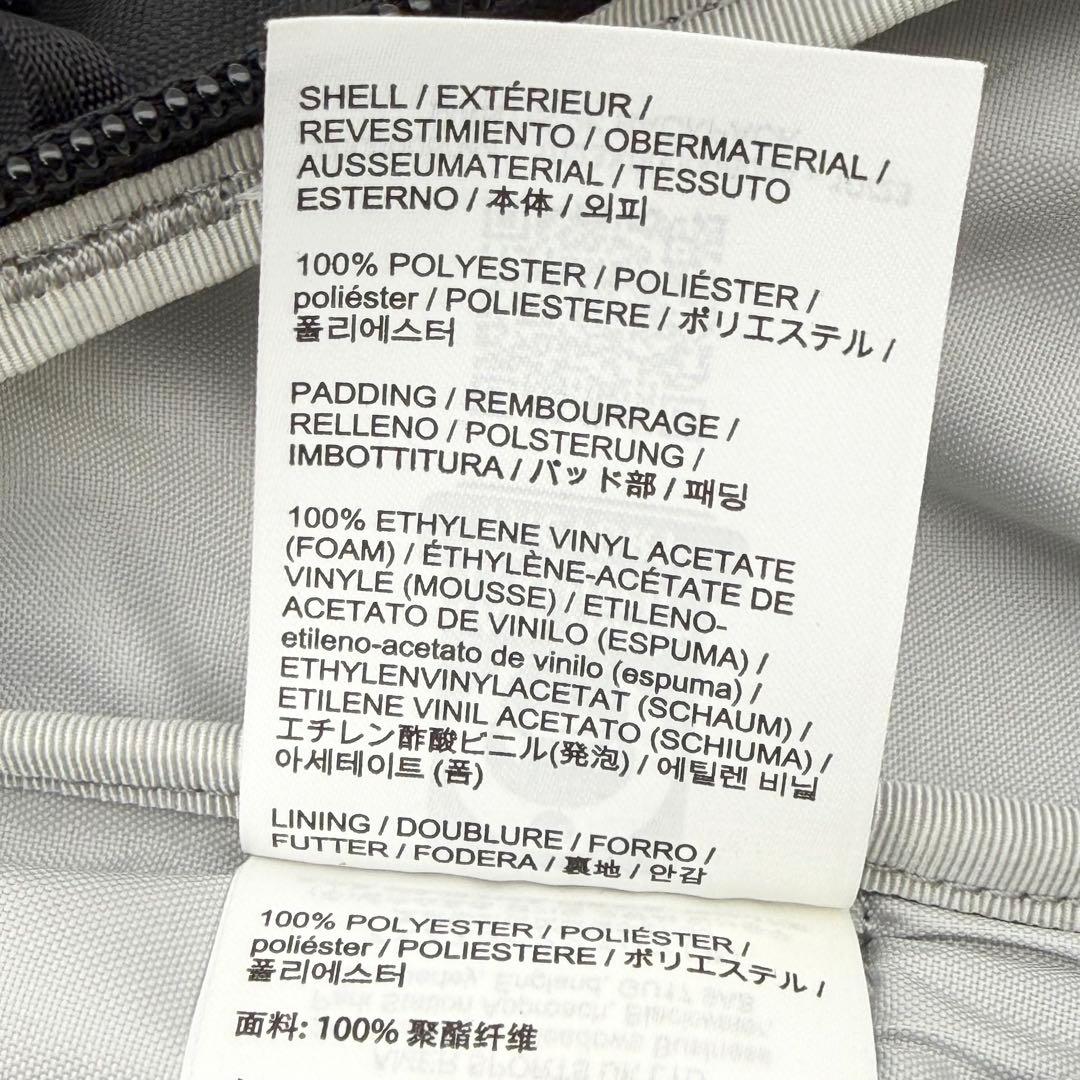 SHELL / EXTÉRIEUR /
REVESTIMIENTO / OBERMATERIAL /
AUSSEUMATERIAL / TESSUTO
ESTERNO / 本体 / 외피
100% POLYESTER / POLIÉSTER /
poliéster / POLIESTERE / ポリエステル /
폴리에스터
PADDING / REMBOURRAGE /
RELLENO / POLSTERUNG /
IMBOTTITURA / パッド部 / 패딩
100% ETHYLENE VINYL ACETATE
(FOAM) / ÉTHYLÈNE-ACÉTATE DE
VINYLE (MOUSSE) / ETILENO-
ACETATO DE VINILO (ESPUMA) /
etileno-acetato de vinilo (espuma) /
ETHYLENVINYLACETAT (SCHAUM) /
ETILENE VINIL ACETATO (SCHIUMA) /
エチレン酢酸ビニル(発泡) / 에틸렌 비닐
아세테이트 (폼)
LINING / DOUBLURE / FORRO /
FUTTER / FODERA / 裏地 / 안감
100% POLYESTER / POLIÉSTER /
poliéster / POLIESTERE / ポリエステル /
폴리에스터
面料: 100% 聚酯纤维